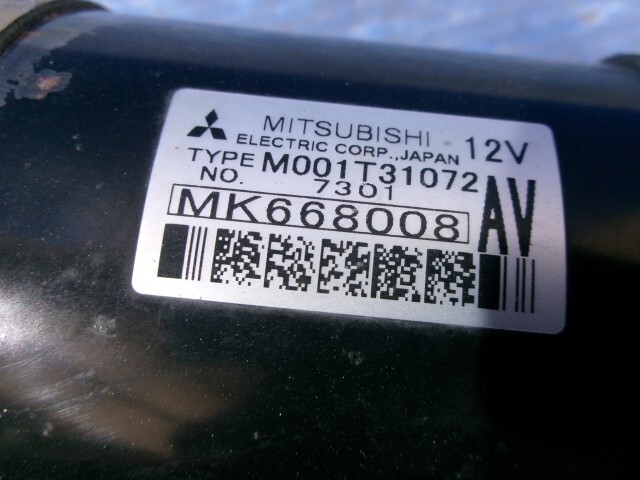 MITSUBISHI 12V
ELECTRIC CORP.,JAPAN
TYPE M001T31072
NO. 7301
MK668008 AV